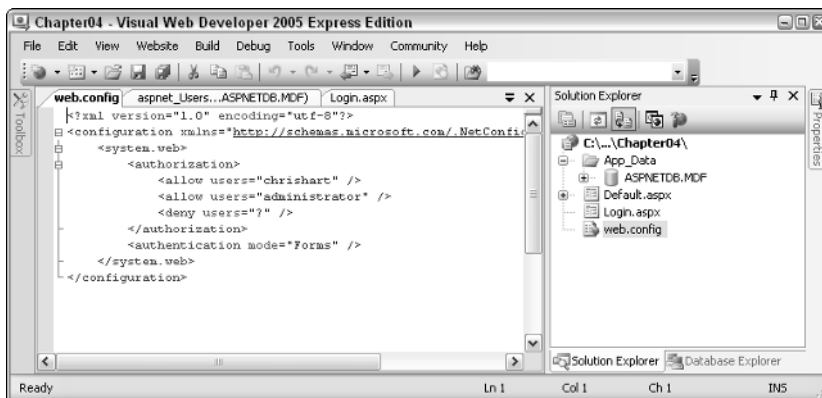 Chapter04 - Visual Web Developer 2005 Express Edition
File Edit View Website Build Debug Tools Window Community Help
web.config aspnet_Users...ASPNETDB.MDF) Login.aspx
Toolbox
<?xml version="1.0" encoding="utf-8"?>
<configuration xmlns="http://schemas.microsoft.com/.NetConfig
<system.web>
<authorization>
<allow users="chrishart" />
<allow users="administrator" />
<deny users="?" />
</authorization>
<authentication mode="Forms" />
</system.web>
</configuration>
Solution Explorer
C:\...\Chapter04\
App_Data
ASPNETDB.MDF
Default.aspx
Login.aspx
web.config
Solution Explorer Database Explorer
Properties
Ready Ln 1 Col 1 Ch 1 INS